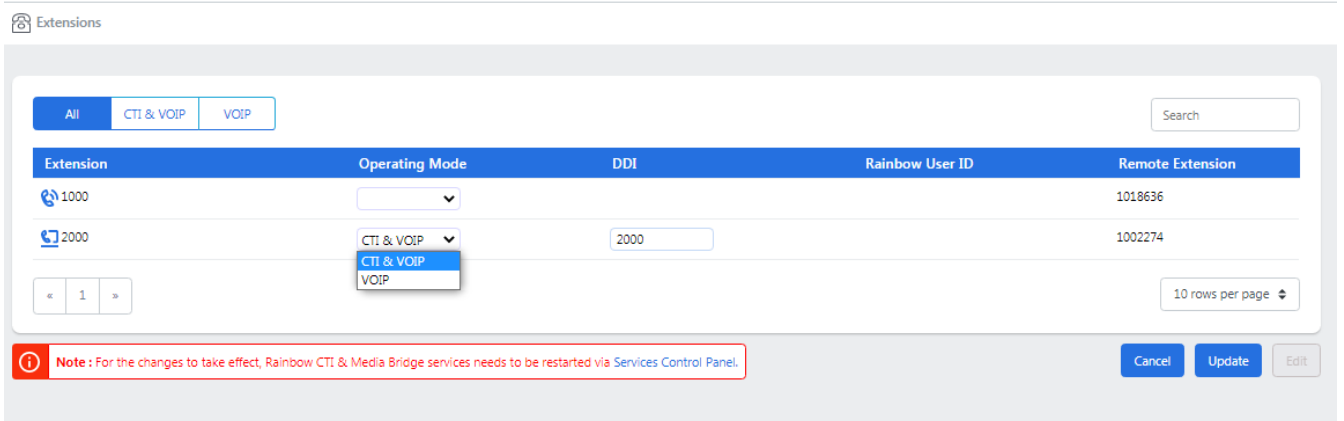 Extensions
All CTI & VOIP VOIP Search
Extension Operating Mode DDI Rainbow User ID Remote Extension
1000 1018636
2000 CTI & VOIP 2000 1002274
CTI & VOIP
VOIP
« 1 » 10 rows per page
Note : For the changes to take effect, Rainbow CTI & Media Bridge services needs to be restarted via Services Control Panel. Cancel Update Edit